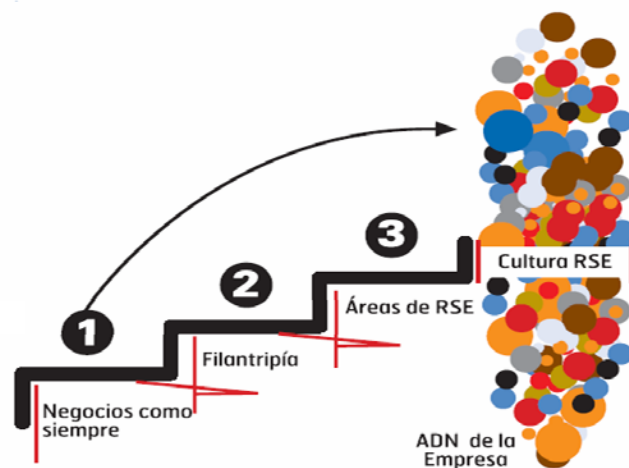 1
Negocios como
siempre
2
Filantripía
3
Áreas de RSE
Cultura RSE
ADN de la
Empresa